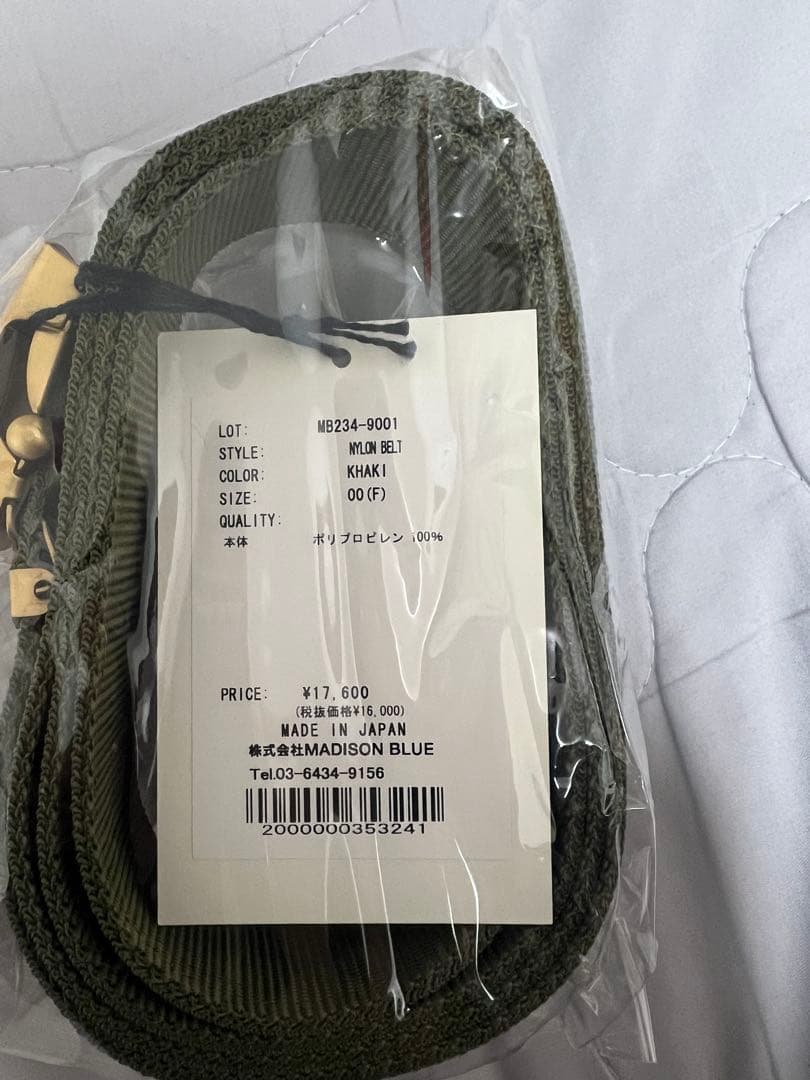 LOT: MB234-9001
STYLE: NYLON BELT
COLOR: KHAKI
SIZE: 00(F)
QUALITY:
本体 ポリプロピレン 100%
PRICE: ¥17,600
(税抜価格¥16,000)
MADE IN JAPAN
株式会社MADISON BLUE
Tel.03-6434-9156
2000000353241